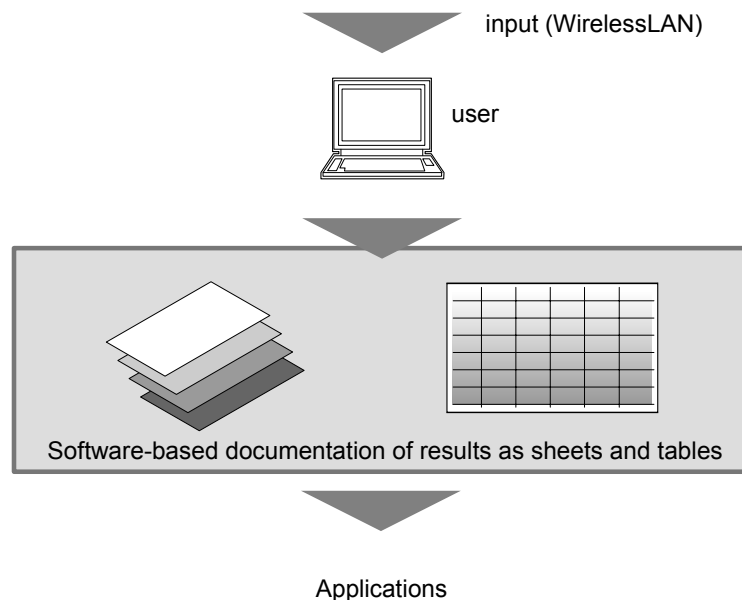 input (WirelessLAN)
user
Software-based documentation of results as sheets and tables
Applications